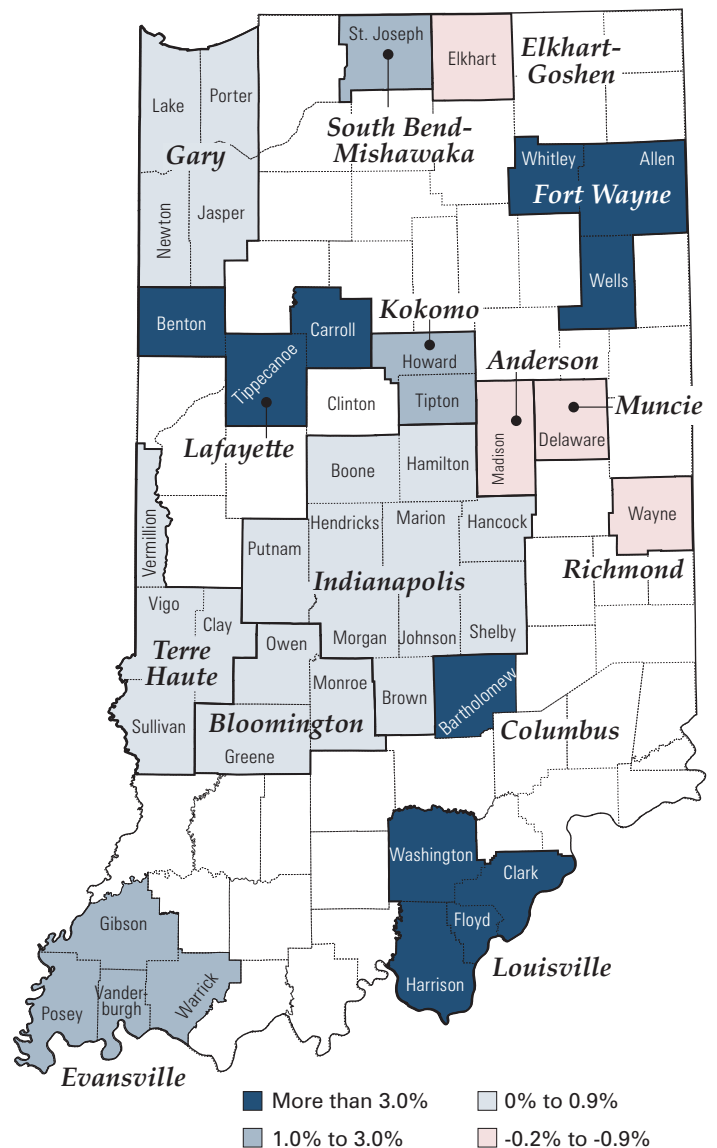 St. Joseph
Elkhart
Elkhart-
Goshen
Lake
Porter
South Bend-
Mishawaka
Gary
Whitley
Allen
Fort Wayne
Newton
Jasper
Wells
Benton
Carroll
Kokomo
Tippecanoe
Howard
Anderson
Clinton
Tipton
Muncie
Lafayette
Madison
Delaware
Boone
Hamilton
Vermillion
Hendricks
Marion
Hancock
Wayne
Putnam
Richmond
Indianapolis
Vigo
Clay
Terre
Haute
Owen
Morgan
Johnson
Shelby
Monroe
Brown
Bartholomew
Sullivan
Bloomington
Columbus
Greene
Washington
Clark
Gibson
Floyd
Louisville
Harrison
Posey
Vander-
burgh
Warrick
Evansville
More than 3.0%
0% to 0.9%
1.0% to 3.0%
-0.2% to -0.9%